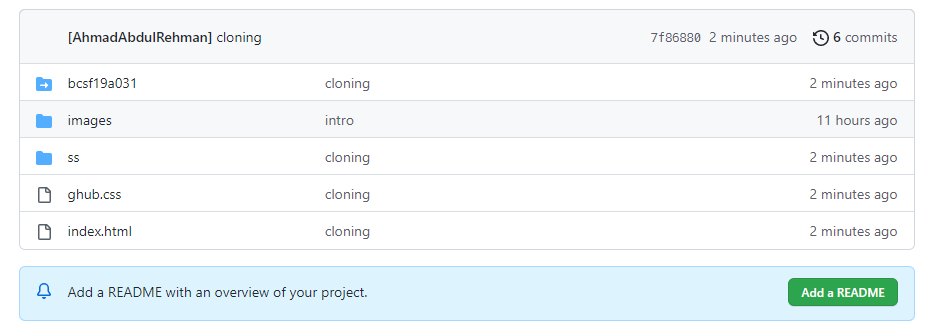 [AhmadAbdulRehman] cloning 7f86880 2 minutes ago 6 commits
bcsf19a031 cloning 2 minutes ago
images intro 11 hours ago
ss cloning 2 minutes ago
ghub.css cloning 2 minutes ago
index.html cloning 2 minutes ago
Add a README with an overview of your project. Add a README